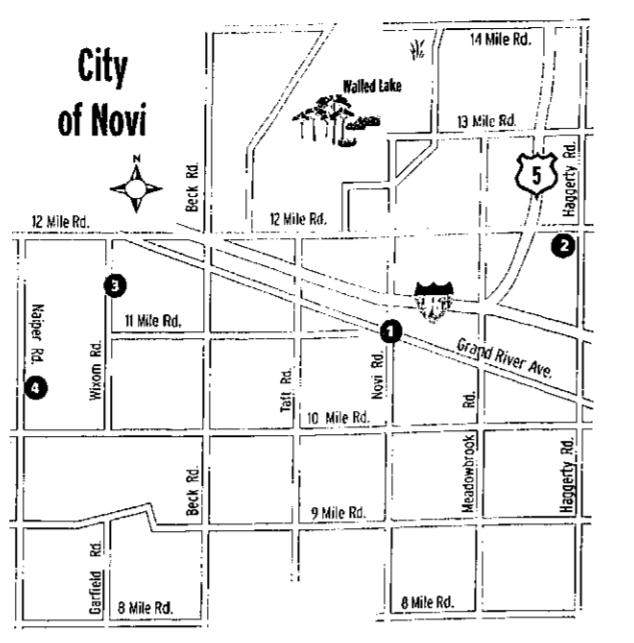 City
of Novi
14 Mile Rd.
Walled Lake
13 Mile Rd.
N
5
Beck Rd.
Haggerty Rd.
12 Mile Rd.
12 Mile Rd.
2
3
11 Mile Rd.
1
Naiper Rd.
Wixom Rd.
Grand River Ave.
Novi Rd.
Taft Rd.
4
10 Mile Rd.
Meadowbrook Rd.
Haggerty Rd.
Beck Rd.
9 Mile Rd.
Garfield Rd.
8 Mile Rd.
8 Mile Rd.